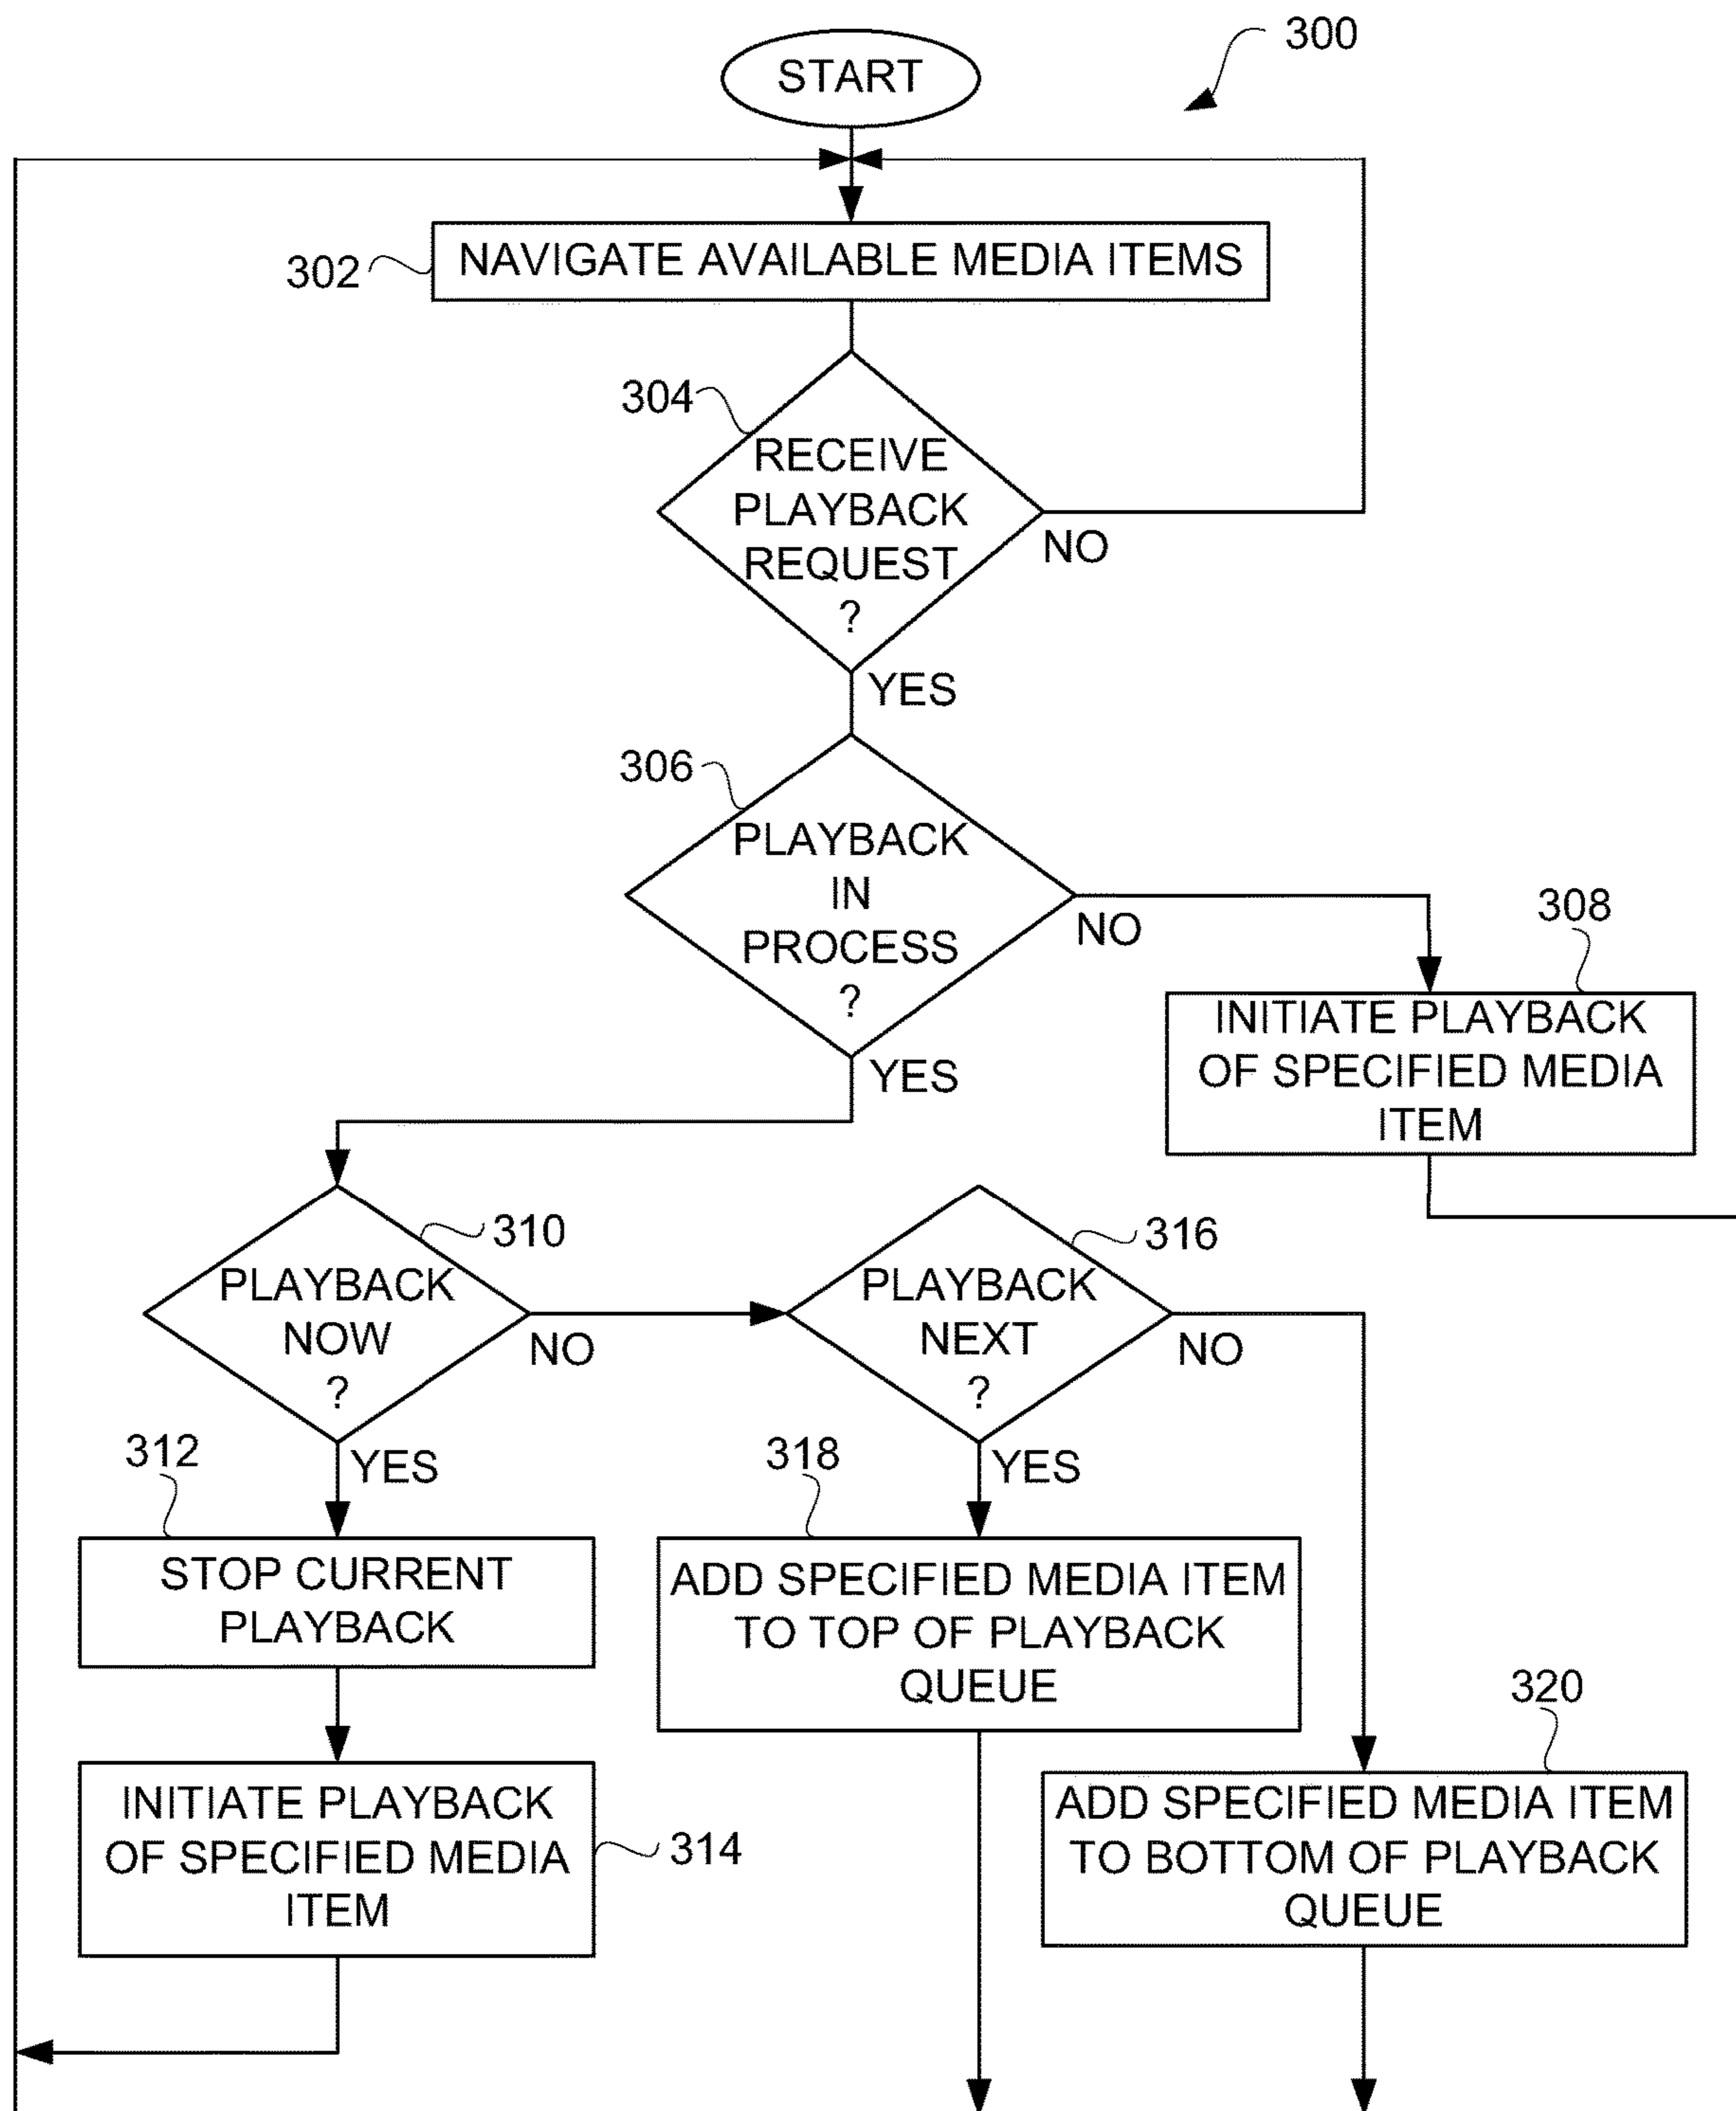 300
START
302
NAVIGATE AVAILABLE MEDIA ITEMS
304
RECEIVE
PLAYBACK
REQUEST
?
NO
YES
306
PLAYBACK
IN
PROCESS
?
NO
YES
308
INITIATE PLAYBACK
OF SPECIFIED MEDIA
ITEM
310
PLAYBACK
NOW
?
NO
YES
316
PLAYBACK
NEXT
?
NO
YES
312
STOP CURRENT
PLAYBACK
318
ADD SPECIFIED MEDIA ITEM
TO TOP OF PLAYBACK
QUEUE
314
INITIATE PLAYBACK
OF SPECIFIED MEDIA
ITEM
320
ADD SPECIFIED MEDIA ITEM
TO BOTTOM OF PLAYBACK
QUEUE